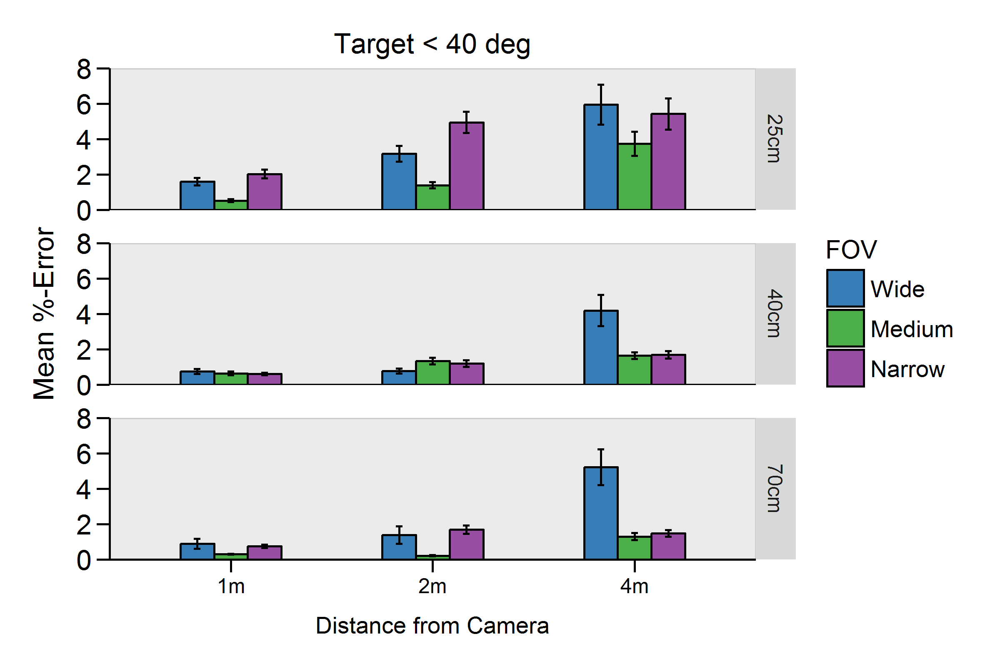 Target < 40 deg
Mean %-Error
8
6
4
2
0
25cm
8
6
4
2
0
40cm
8
6
4
2
0
70cm
1m 2m 4m
Distance from Camera
FOV
Wide
Medium
Narrow